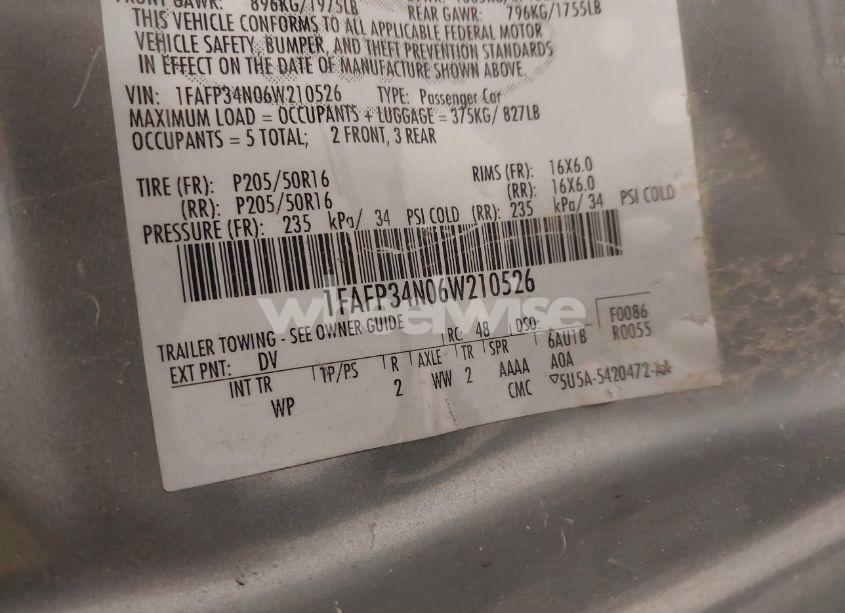 FRONT GAWR: 896KG/1975LB
REAR GAWR: 796KG/1755LB
THIS VEHICLE CONFORMS TO ALL APPLICABLE FEDERAL MOTOR
VEHICLE SAFETY, BUMPER, AND THEFT PREVENTION STANDARDS
IN EFFECT ON THE DATE OF MANUFACTURE SHOWN ABOVE.
VIN: 1FAFP34N06W210526 TYPE: Passenger Car
MAXIMUM LOAD = OCCUPANTS + LUGGAGE = 375KG/ 827LB
OCCUPANTS = 5 TOTAL; 2 FRONT, 3 REAR
TIRE (FR): P205/50R16 RIMS (FR): 16X6.0
(RR): P205/50R16 (RR): 16X6.0
PRESSURE (FR): 235 kPa/ 34 PSI COLD (RR): 235 kPa/ 34 PSI COLD
1FAFP34N06W210526
wheelwise
TRAILER TOWING - SEE OWNER GUIDE
EXT PNT: DV RC: 48 DSO: F0086
R0055
INT TR TP/PS R AXLE TR SPR 6AU1B
WP 2 WW 2 AAAA A0A
CMC 5U5A-5420472-AA